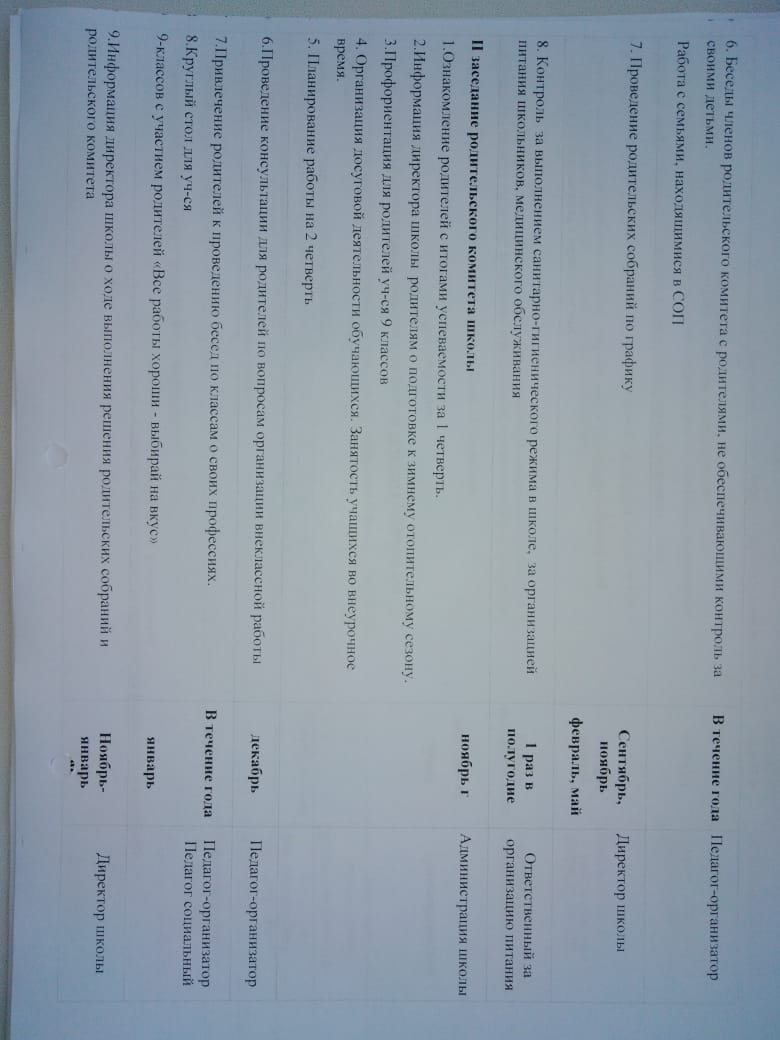 6. Беседы членов родительского комитета с родителями, не обеспечивающими контроль за
своими детьми.
Работа с семьями, находящимися в СОП
В течение года
Педагог-организатор
7. Проведение родительских собраний по графику
Сентябрь,
ноябрь
февраль, май
Директор школы
8. Контроль за выполнением санитарно-гигиенического режима в школе, за организацией
питания школьников, медицинского обслуживания
1 раз в
полугодие
Ответственный за
организацию питания
II заседание родительского комитета школы
1.Ознакомление родителей с итогами успеваемости за 1 четверть.
2.Информация директора школы родителям о подготовке к зимнему отопительному сезону.
3.Профориентация для родителей уч-ся 9 классов
4. Организация досуговой деятельности обучающихся. Занятость учащихся во внеурочное
время.
5. Планирование работы на 2 четверть
ноябрь г
Администрация школы
6.Проведение консультации для родителей по вопросам организации внеклассной работы
декабрь
Педагог-организатор
7.Привлечение родителей к проведению бесед по классам о своих профессиях.
8.Круглый стол для уч-ся
9-классов с участием родителей «Все работы хороши - выбирай на вкус»
В течение года
январь
Педагог-организатор
Педагог социальный
9.Информация директора школы о ходе выполнения решения родительских собраний и
родительского комитета
Ноябрь-
январь
Директор школы